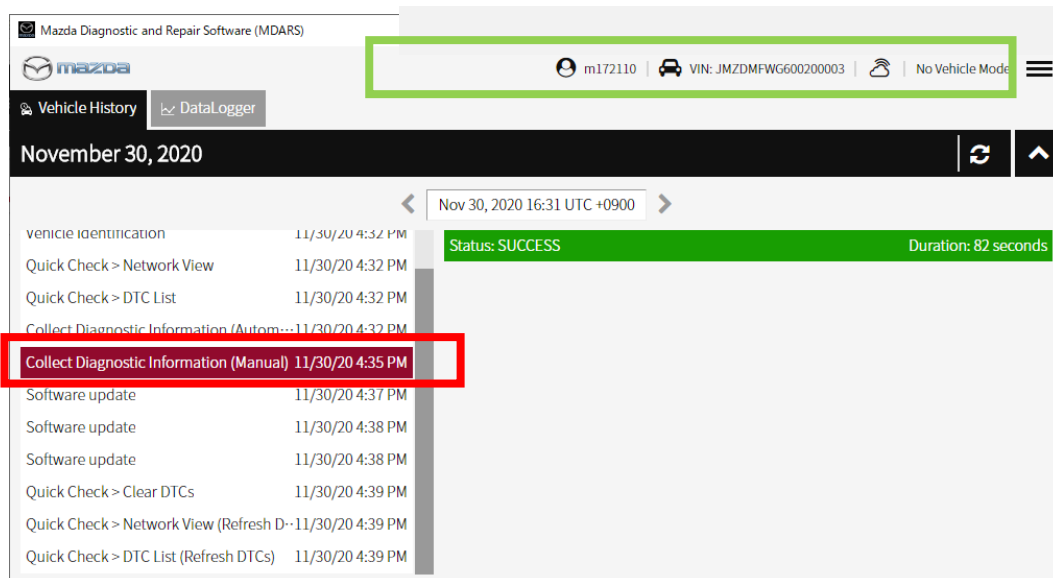 Mazda Diagnostic and Repair Software (MDARS)
mazda
m172110 | VIN: JMZDMFWG600200003 | | No Vehicle Mode
Vehicle History DataLogger
November 30, 2020
Nov 30, 2020 16:31 UTC +0900
Vehicle Identification 11/30/20 4:32 PM
Status: SUCCESS Duration: 82 seconds
Quick Check > Network View 11/30/20 4:32 PM
Quick Check > DTC List 11/30/20 4:32 PM
Collect Diagnostic Information (Autom··· 11/30/20 4:32 PM
Collect Diagnostic Information (Manual) 11/30/20 4:35 PM
Software update 11/30/20 4:37 PM
Software update 11/30/20 4:38 PM
Software update 11/30/20 4:38 PM
Quick Check > Clear DTCs 11/30/20 4:39 PM
Quick Check > Network View (Refresh D··· 11/30/20 4:39 PM
Quick Check > DTC List (Refresh DTCs) 11/30/20 4:39 PM